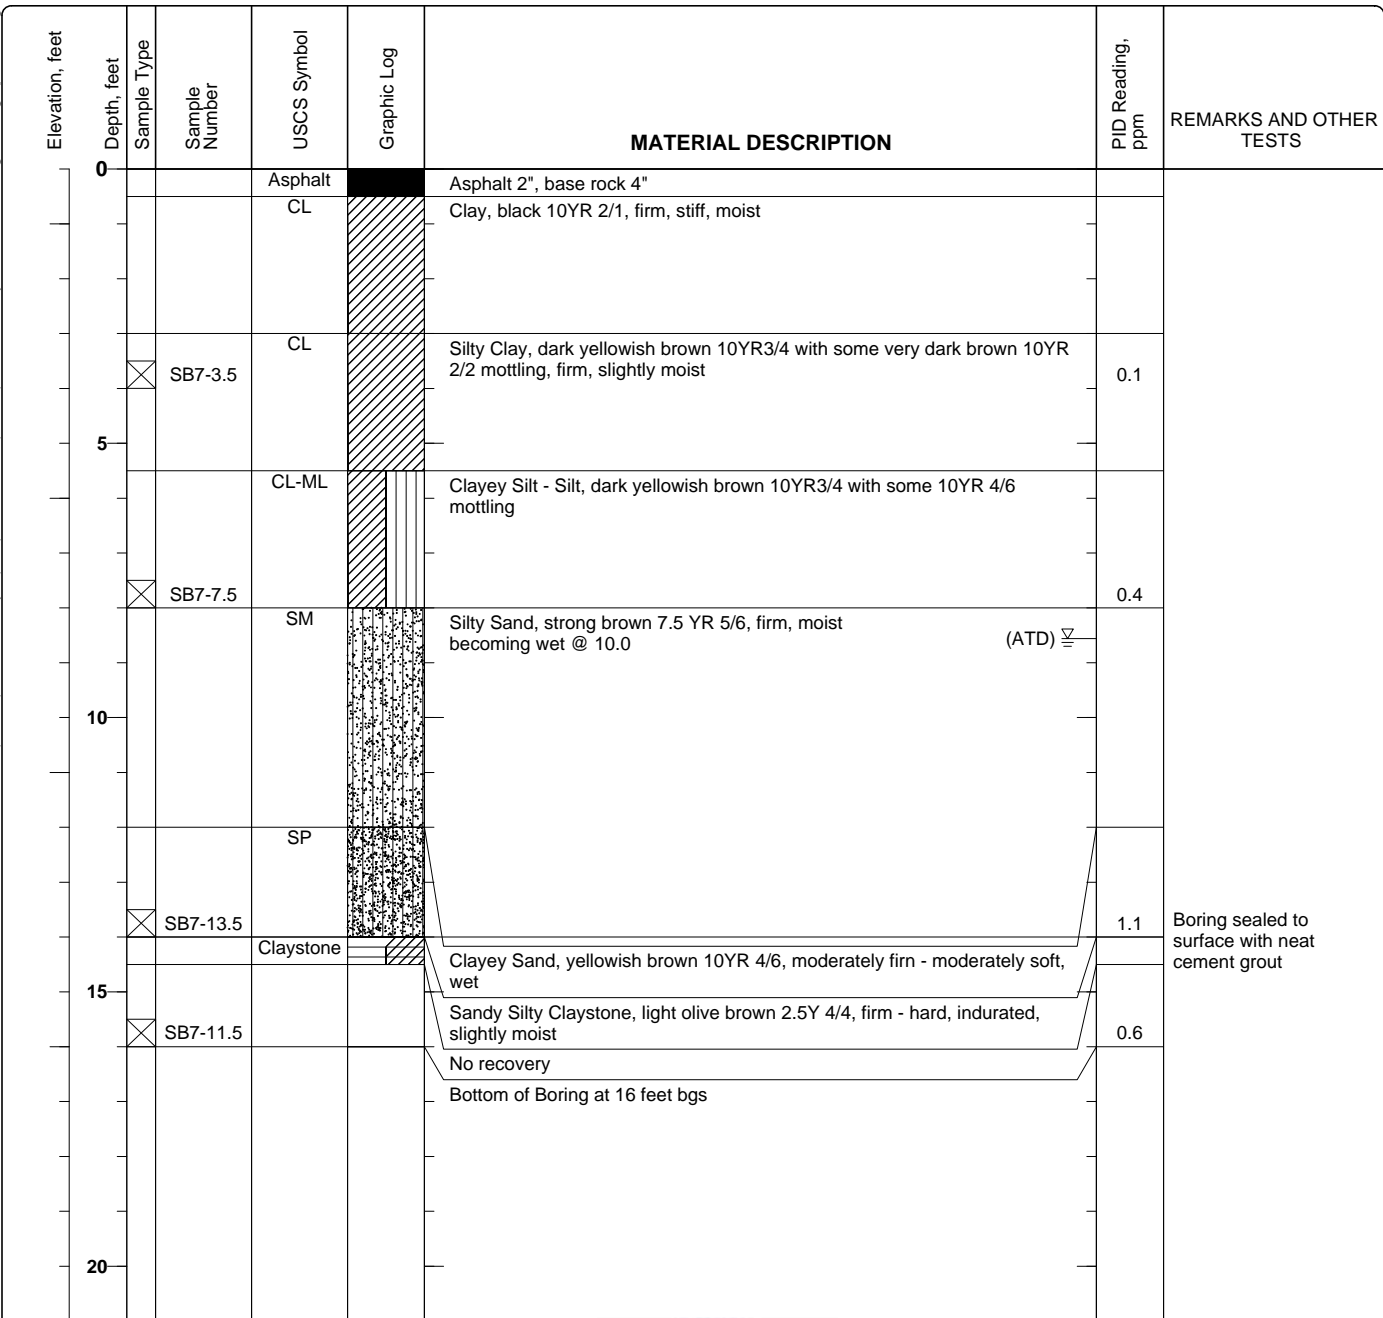 Elevation, feet
Depth, feet
Sample Type
Sample
Number
USCS Symbol
Graphic Log
MATERIAL DESCRIPTION
PID Reading,
ppm
REMARKS AND OTHER
TESTS
0
Asphalt
Asphalt 2", base rock 4"
CL
Clay, black 10YR 2/1, firm, stiff, moist
CL
Silty Clay, dark yellowish brown 10YR3/4 with some very dark brown 10YR
2/2 mottling, firm, slightly moist
SB7-3.5
0.1
5
CL-ML
Clayey Silt - Silt, dark yellowish brown 10YR3/4 with some 10YR 4/6
mottling
SB7-7.5
0.4
SM
Silty Sand, strong brown 7.5 YR 5/6, firm, moist
becoming wet @ 10.0
(ATD)
10
SP
SB7-13.5
1.1
Boring sealed to
surface with neat
cement grout
Claystone
Clayey Sand, yellowish brown 10YR 4/6, moderately firn - moderately soft,
wet
15
Sandy Silty Claystone, light olive brown 2.5Y 4/4, firm - hard, indurated,
slightly moist
SB7-11.5
0.6
No recovery
Bottom of Boring at 16 feet bgs
20